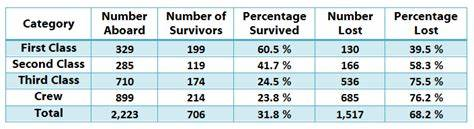 Category Number Aboard Number of Survivors Percentage Survived Number Lost Percentage Lost
First Class 329 199 60.5 % 130 39.5 %
Second Class 285 119 41.7 % 166 58.3 %
Third Class 710 174 24.5 % 536 75.5 %
Crew 899 214 23.8 % 685 76.2 %
Total 2,223 706 31.8 % 1,517 68.2 %